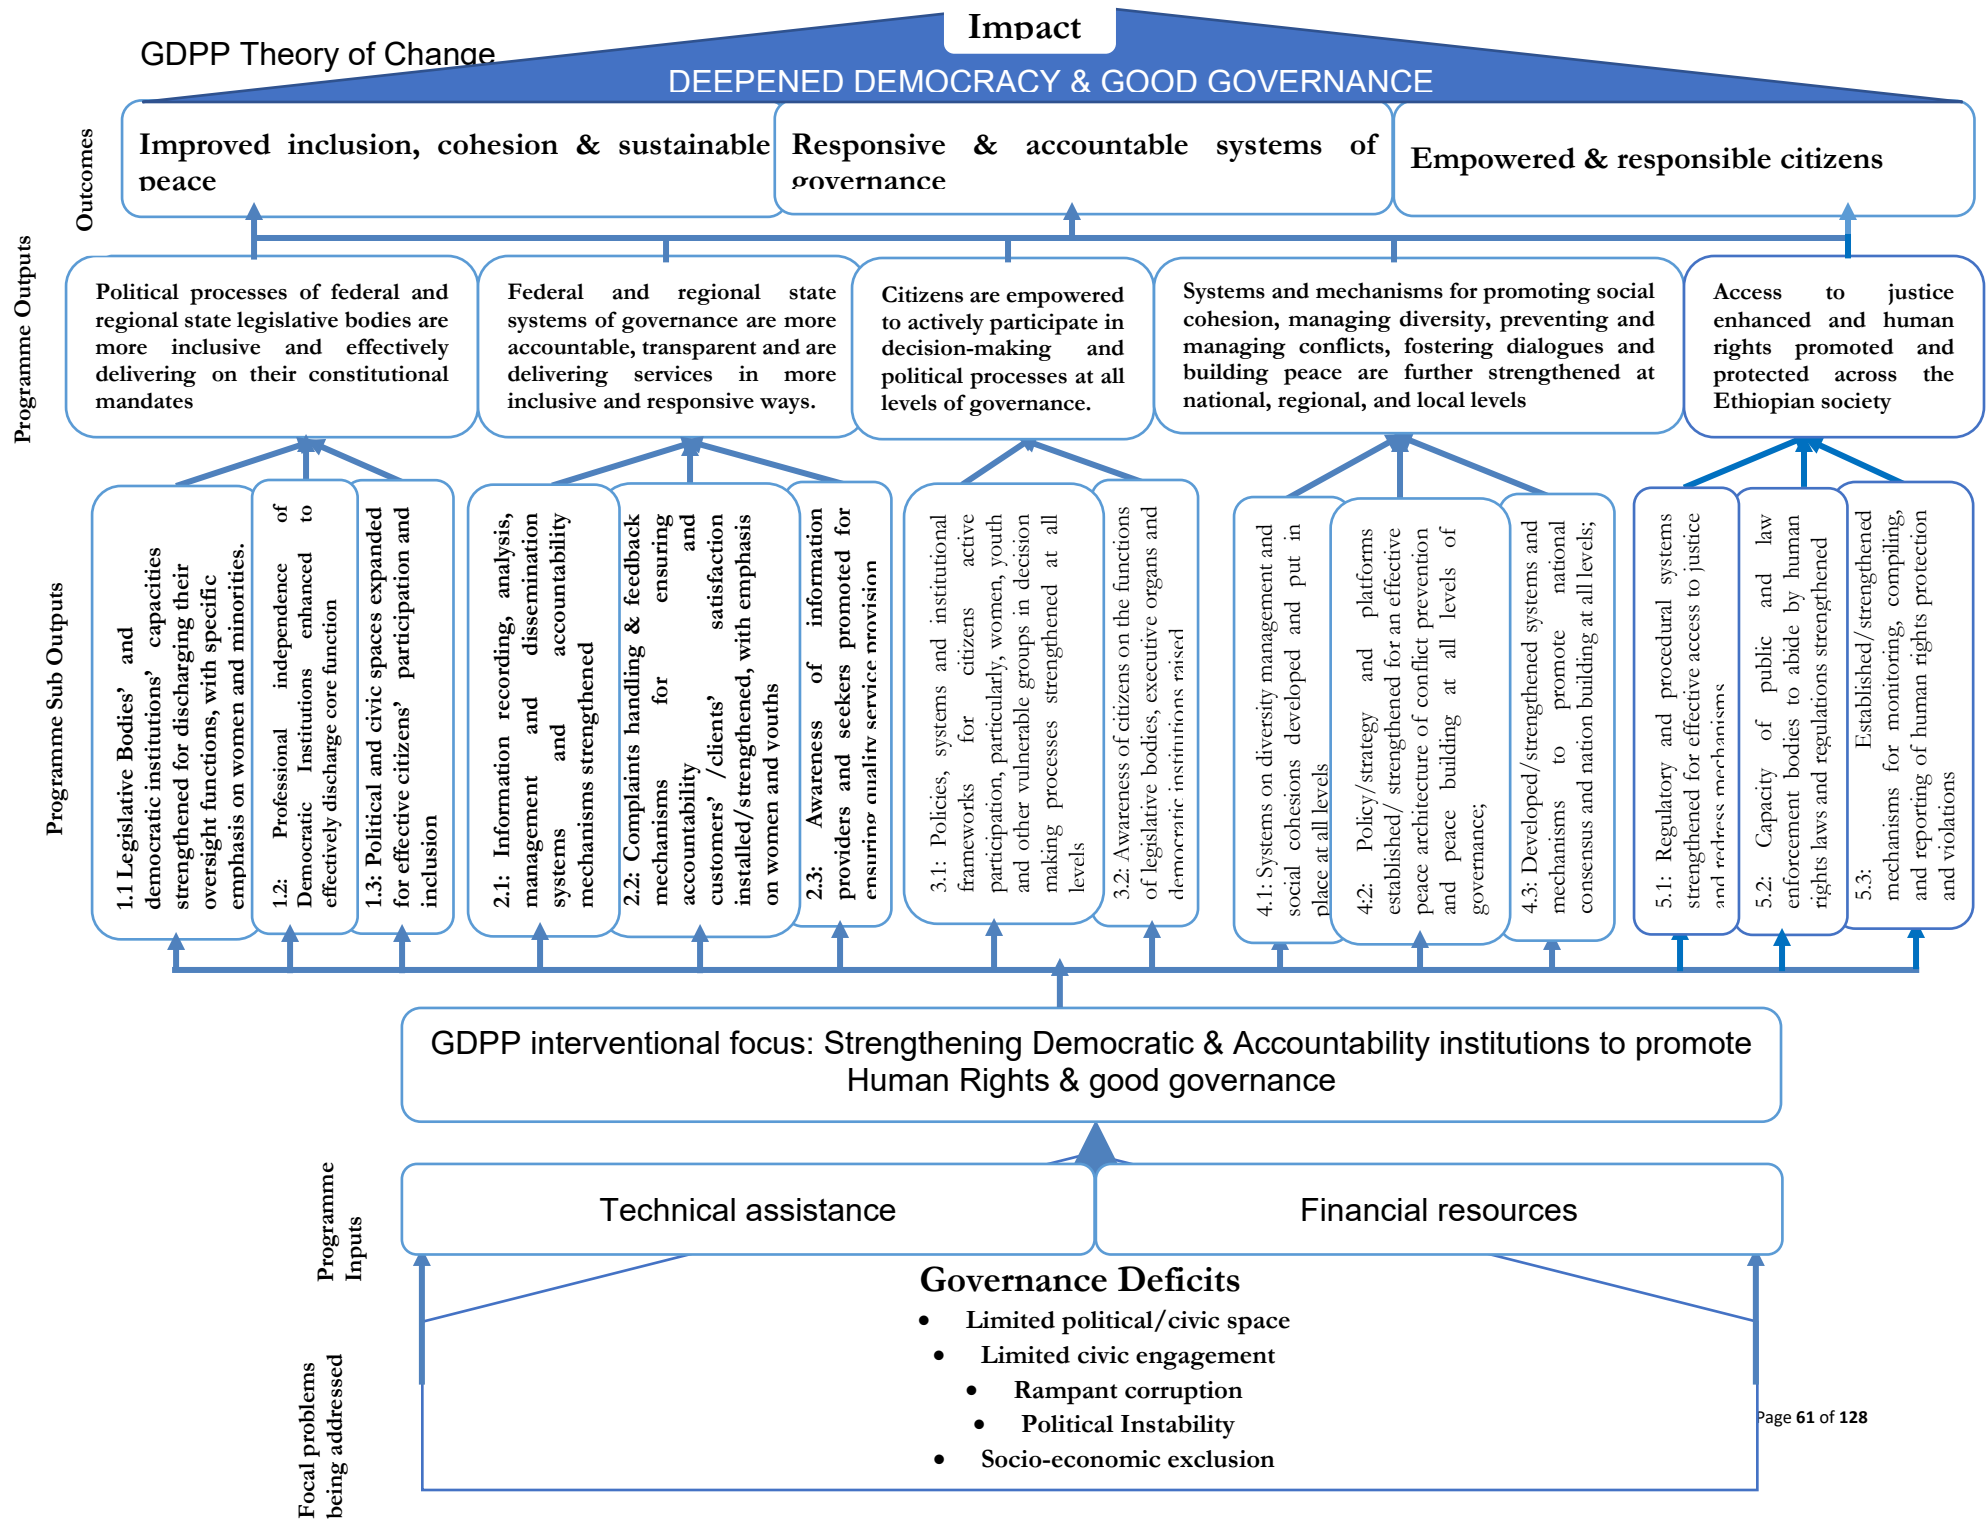 GDPP Theory of Change
Impact
DEEPENED DEMOCRACY & GOOD GOVERNANCE
Outcomes
Improved inclusion, cohesion & sustainable
peace
Responsive & accountable systems of
governance
Empowered & responsible citizens
Programme Outputs
Political processes of federal and
regional state legislative bodies are
more inclusive and effectively
delivering on their constitutional
mandates
Federal and regional state
systems of governance are more
accountable, transparent and are
delivering services in more
inclusive and responsive ways.
Citizens are empowered
to actively participate in
decision-making and
political processes at all
levels of governance.
Systems and mechanisms for promoting social
cohesion, managing diversity, preventing and
managing conflicts, fostering dialogues and
building peace are further strengthened at
national, regional, and local levels
Access to justice
enhanced and human
rights promoted and
protected across the
Ethiopian society
Programme Sub Outputs
1.1 Legislative Bodies' and
democratic institutions' capacities
strengthened for discharging their
oversight functions, with specific
emphasis on women and minorities.
1.2: Professional independence of
Democratic Institutions enhanced to
effectively discharge core function
1.3: Political and civic spaces expanded
for effective citizens' participation and
inclusion
2.1: Information recording, analysis,
management and dissemination
systems and accountability
mechanisms strengthened
2.2: Complaints handling & feedback
mechanisms for ensuring
accountability and
customers' /clients' satisfaction
installed/strengthened, with emphasis
on women and youths
2.3: Awareness of information
providers and seekers promoted for
ensuring quality service provision
3.1: Policies, systems and institutional
frameworks for citizens active
participation, particularly, women, youth
and other vulnerable groups in decision
making processes strengthened at all
levels
3.2: Awareness of citizens on the functions
of legislative bodies, executive organs and
democratic institutions raised
4.1: Systems on diversity management and
social cohesions developed and put in
place at all levels
4:2: Policy/strategy and platforms
established/ strengthened for an effective
peace architecture of conflict prevention
and peace building at all levels of
governance;
4.3: Developed/strengthened systems and
mechanisms to promote national
consensus and nation building at all levels;
5.1: Regulatory and procedural systems
strengthened for effective access to justice
and redress mechanisms
5.2: Capacity of public and law
enforcement bodies to abide by human
rights laws and regulations strengthened
5.3: Established/strengthened
mechanisms for monitoring, compiling,
and reporting of human rights protection
and violations
GDPP interventional focus: Strengthening Democratic & Accountability institutions to promote
Human Rights & good governance
Programme
Inputs
Technical assistance
Financial resources
Focal problems
being addressed
Governance Deficits
• Limited political/civic space
• Limited civic engagement
• Rampant corruption
• Political Instability
• Socio-economic exclusion
Page 61 of 128